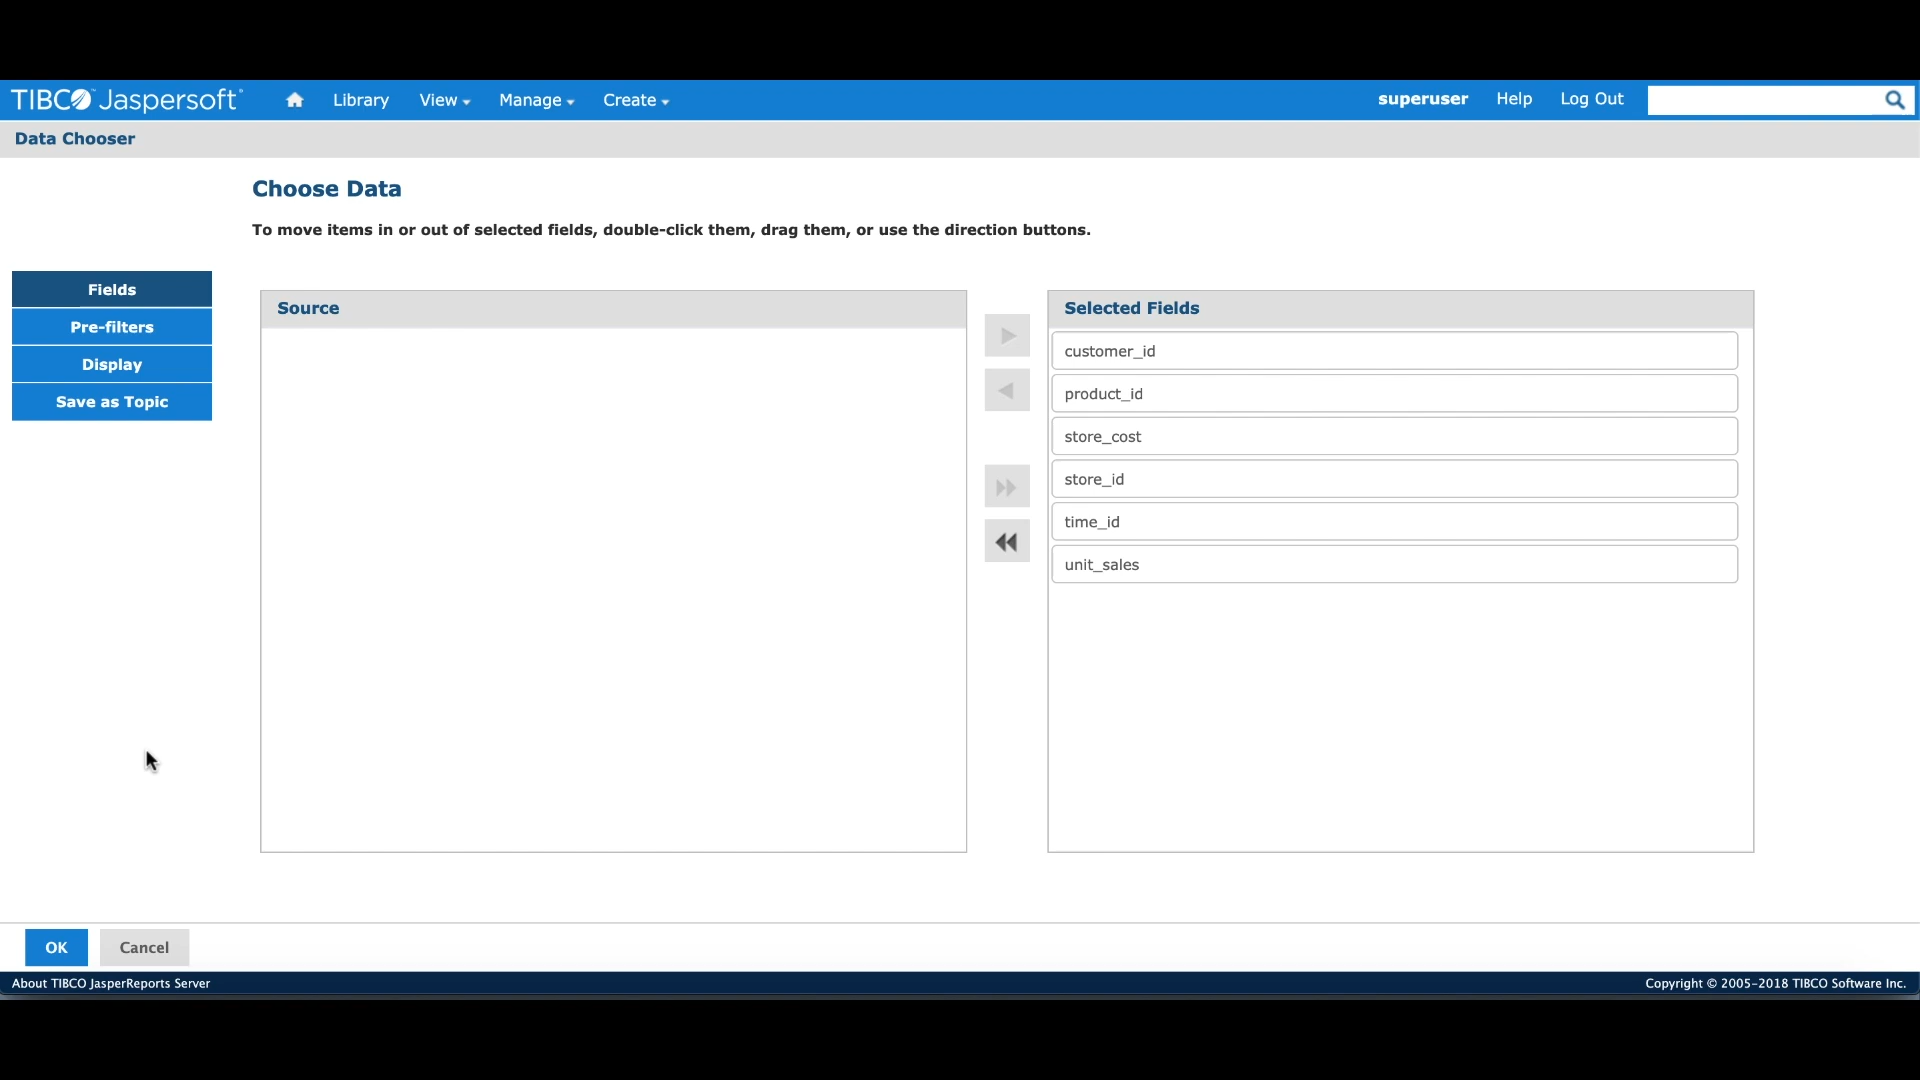 TIBCO Jaspersoft
Library View Manage Create superuser Help Log Out
Data Chooser
Choose Data
To move items in or out of selected fields, double-click them, drag them, or use the direction buttons.
Fields
Pre-filters
Display
Save as Topic
Source
Selected Fields
customer_id
product_id
store_cost
store_id
time_id
unit_sales
OK Cancel
About TIBCO JasperReports Server Copyright © 2005-2018 TIBCO Software Inc.